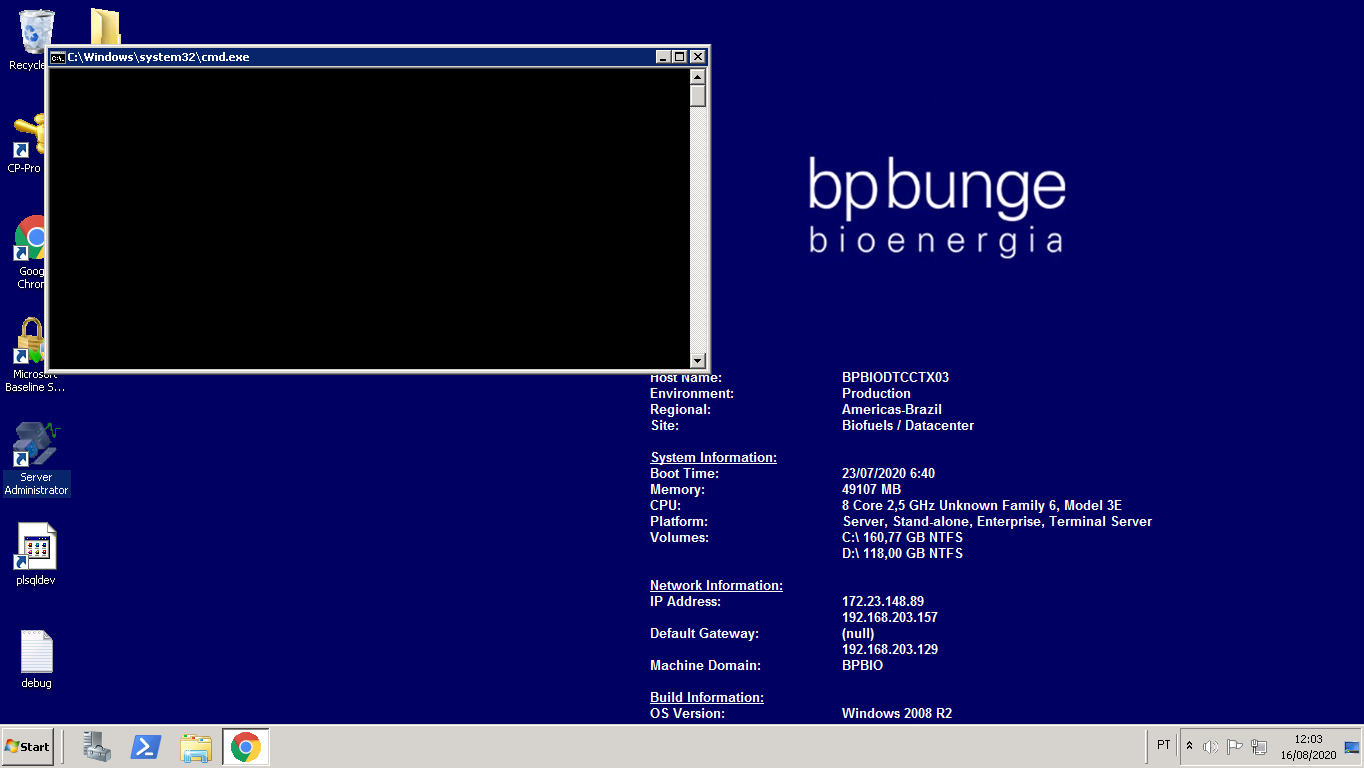 C:\Windows\system32\cmd.exe
Recycle
CP-Pro
Goog
Chron
Microsoft
Baseline S...
Server
Administrator
plsqldev
debug
bp bunge
bioenergia
Host Name: BPBIODTCCTX03
Environment: Production
Regional: Americas-Brazil
Site: Biofuels / Datacenter
System Information:
Boot Time: 23/07/2020 6:40
Memory: 49107 MB
CPU: 8 Core 2,5 GHz Unknown Family 6, Model 3E
Platform: Server, Stand-alone, Enterprise, Terminal Server
Volumes: C:\ 160,77 GB NTFS
D:\ 118,00 GB NTFS
Network Information:
IP Address: 172.23.148.89
192.168.203.157
Default Gateway: (null)
192.168.203.129
Machine Domain: BPBIO
Build Information:
OS Version: Windows 2008 R2
Start
PT
12:03
16/08/2020